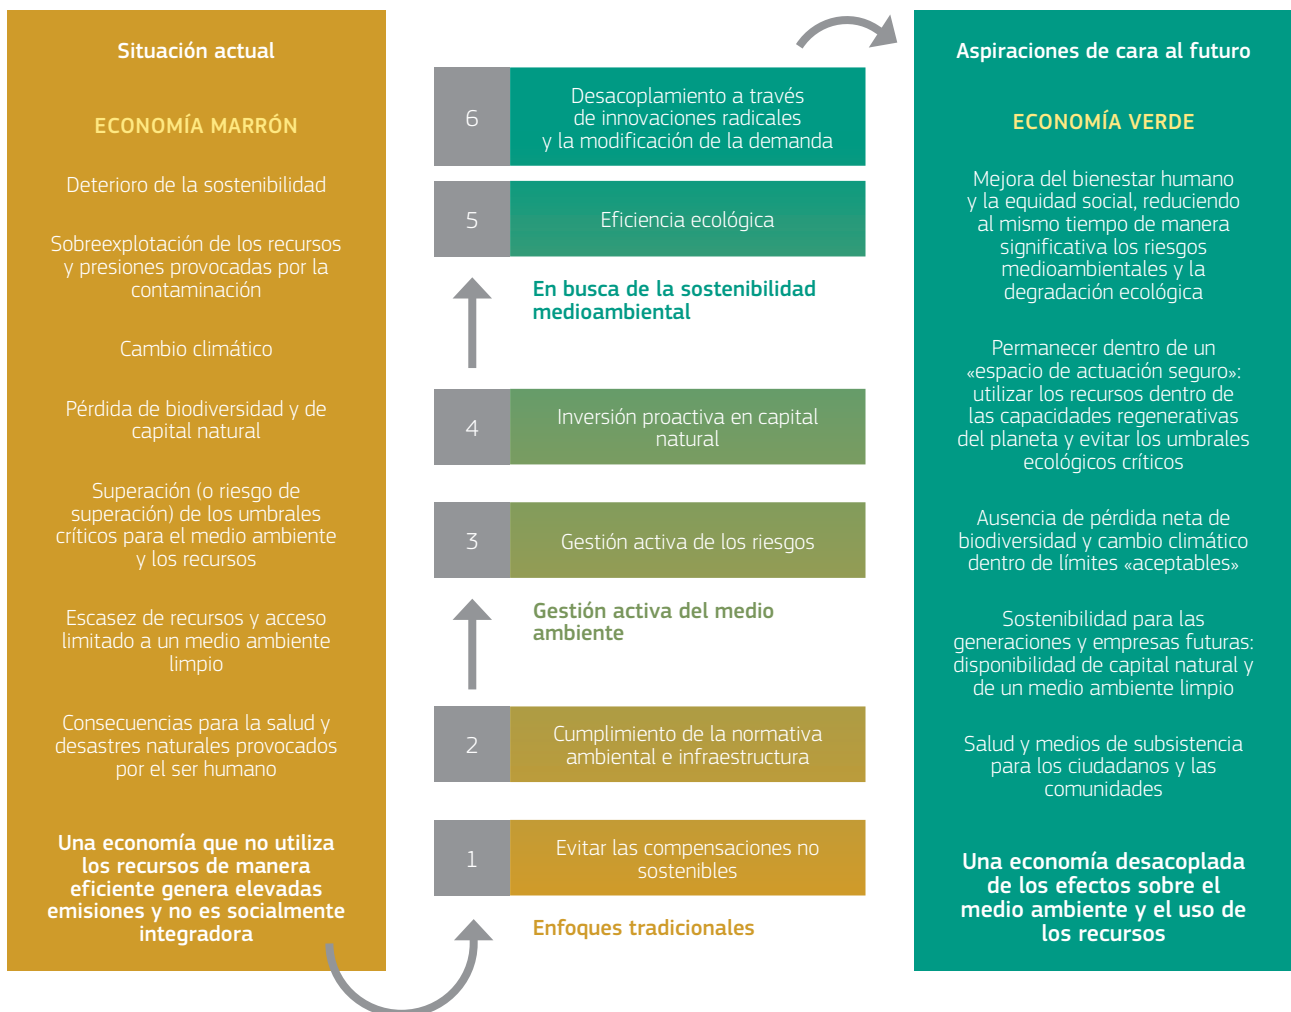 Situación actual
ECONOMÍA MARRÓN
Deterioro de la sostenibilidad
Sobreexplotación de los recursos
y presiones provocadas por la
contaminación
Cambio climático
Pérdida de biodiversidad y de
capital natural
Superación (o riesgo de
superación) de los umbrales
críticos para el medio ambiente
y los recursos
Escasez de recursos y acceso
limitado a un medio ambiente
limpio
Consecuencias para la salud y
desastres naturales provocados
por el ser humano
Una economía que no utiliza
los recursos de manera
eficiente genera elevadas
emisiones y no es socialmente
integradora
6
Desacoplamiento a través
de innovaciones radicales
y la modificación de la demanda
5
Eficiencia ecológica
En busca de la sostenibilidad
medioambiental
4
Inversión proactiva en capital
natural
3
Gestión activa de los riesgos
Gestión activa del medio
ambiente
2
Cumplimiento de la normativa
ambiental e infraestructura
1
Evitar las compensaciones no
sostenibles
Enfoques tradicionales
Aspiraciones de cara al futuro
ECONOMÍA VERDE
Mejora del bienestar humano
y la equidad social, reduciendo
al mismo tiempo de manera
significativa los riesgos
medioambientales y la
degradación ecológica
Permanecer dentro de un
«espacio de actuación seguro»:
utilizar los recursos dentro de
las capacidades regenerativas
del planeta y evitar los umbrales
ecológicos críticos
Ausencia de pérdida neta de
biodiversidad y cambio climático
dentro de límites «aceptables»
Sostenibilidad para las
generaciones y empresas futuras:
disponibilidad de capital natural y
de un medio ambiente limpio
Salud y medios de subsistencia
para los ciudadanos y las
comunidades
Una economía desacoplada
de los efectos sobre el
medio ambiente y el uso de
los recursos